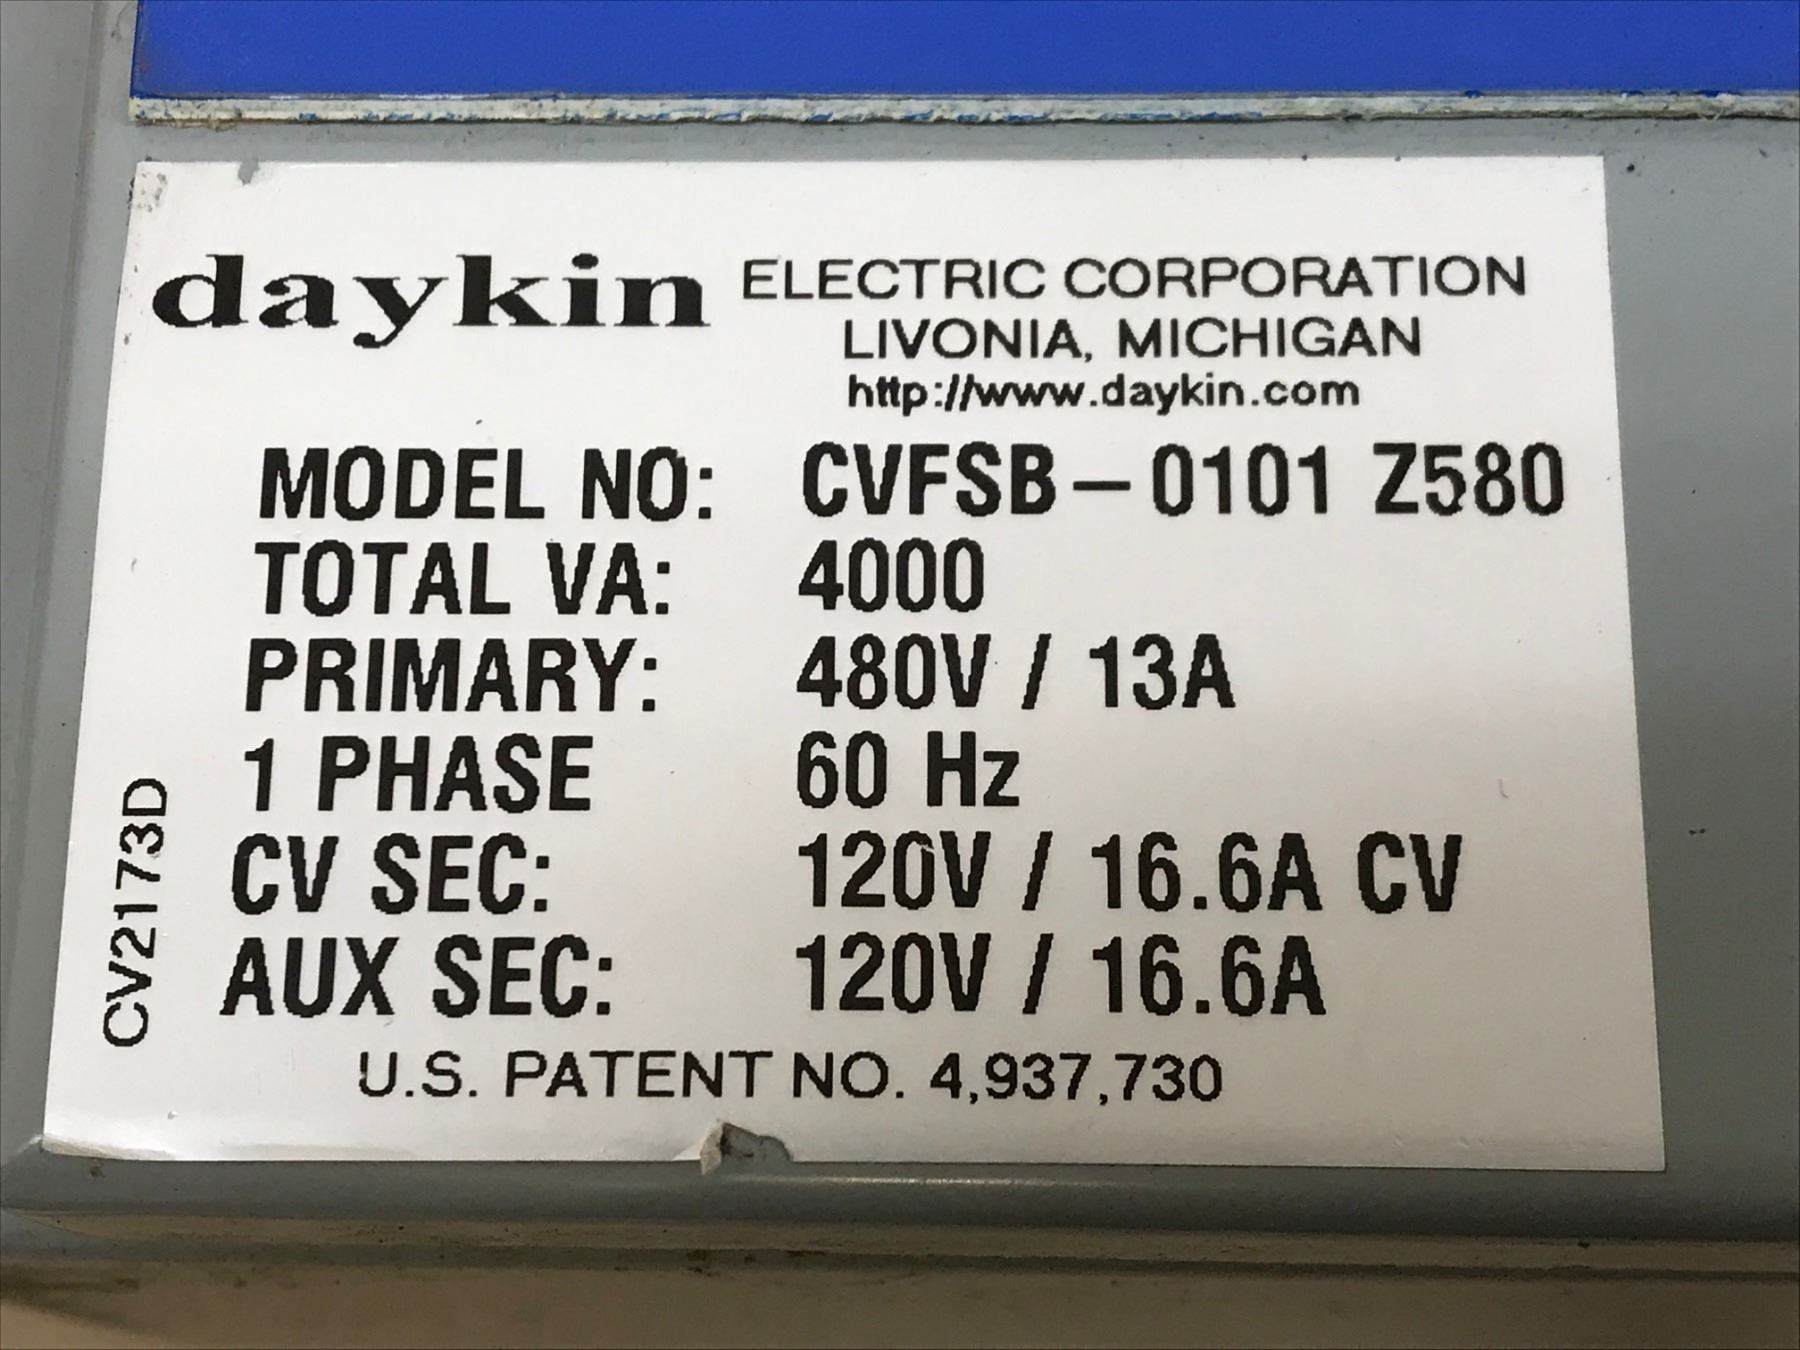 daykin ELECTRIC CORPORATION
LIVONIA, MICHIGAN
http://www.daykin.com
MODEL NO: CVFSB-0101 Z580
TOTAL VA: 4000
PRIMARY: 480V / 13A
1 PHASE 60 Hz
CV SEC: 120V / 16.6A CV
AUX SEC: 120V / 16.6A
U.S. PATENT NO. 4,937,730
CV2173D